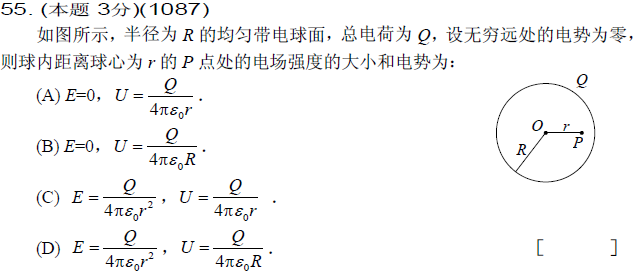 55. (本题 3分)(1087)
如图所示，半径为 R 的均匀带电球面，总电荷为 Q，设无穷远处的电势为零，
则球内距离球心为 r 的 P 点处的电场强度的大小和电势为：
(A) E=0，U = Q/(4πε₀r) .
(B) E=0，U = Q/(4πε₀R) .
(C) E = Q/(4πε₀r²)，U = Q/(4πε₀r) .
(D) E = Q/(4πε₀r²)，U = Q/(4πε₀R) .
[ ]
Q
O r
P
R